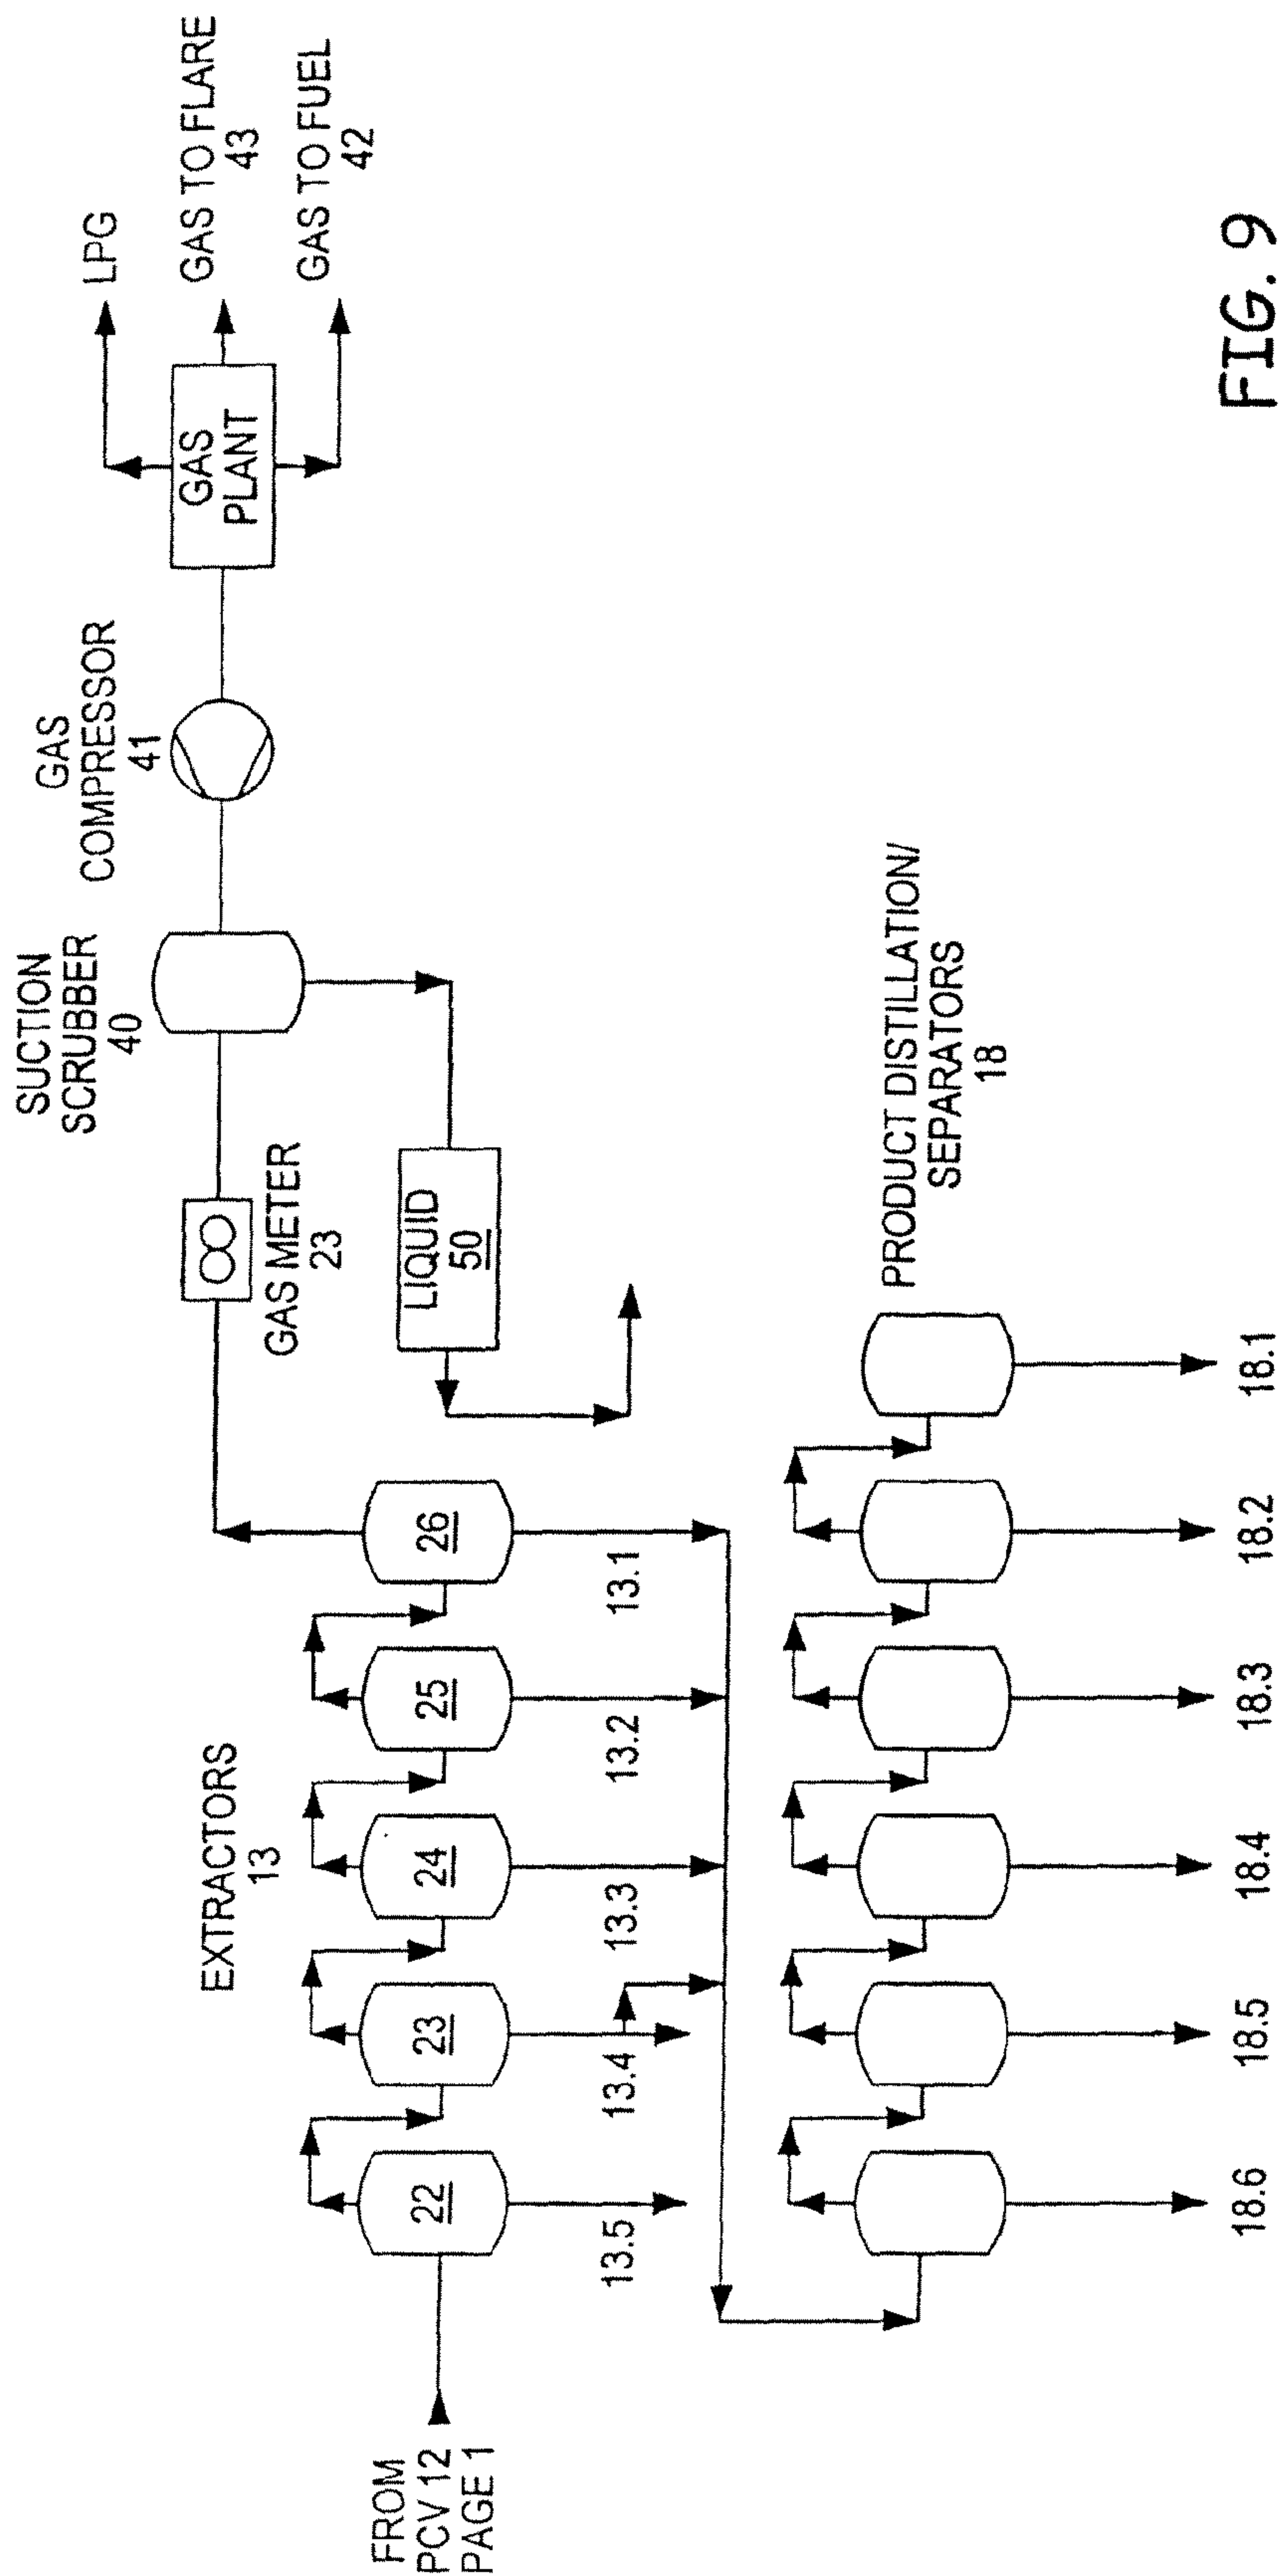 SUCTION
SCRUBBER
40
GAS
COMPRESSOR
41
LPG
GAS
PLANT
GAS TO FLARE
43
GAS TO FUEL
42
GAS METER
23
LIQUID
50
EXTRACTORS
13
FROM
PCV 12
PAGE 1
22
23
24
25
26
13.5
13.4
13.3
13.2
13.1
PRODUCT DISTILLATION/
SEPARATORS
18
18.6
18.5
18.4
18.3
18.2
18.1
FIG. 9